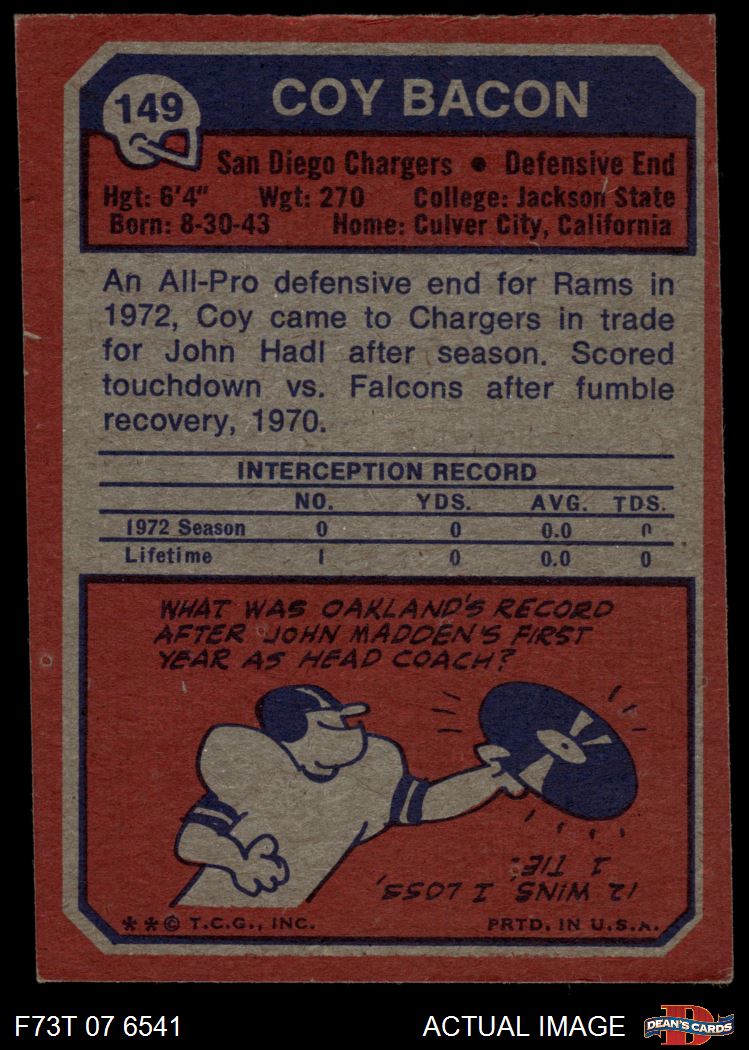 149
COY BACON
San Diego Chargers • Defensive End
Hgt: 6'4" Wgt: 270 College: Jackson State
Born: 8-30-43 Home: Culver City, California
An All-Pro defensive end for Rams in
1972, Coy came to Chargers in trade
for John Hadl after season. Scored
touchdown vs. Falcons after fumble
recovery, 1970.
INTERCEPTION RECORD
NO. YDS. AVG. TDS.
1972 Season 0 0 0.0 0
Lifetime 1 0 0.0 0
WHAT WAS OAKLAND'S RECORD
AFTER JOHN MADDEN'S FIRST
YEAR AS HEAD COACH?
12 WINS, 1 LOSS,
1 TIE.
**© T.C.G., INC. PRTD. IN U.S.A.
F73T 07 6541 ACTUAL IMAGE
D
DEAN'S CARDS